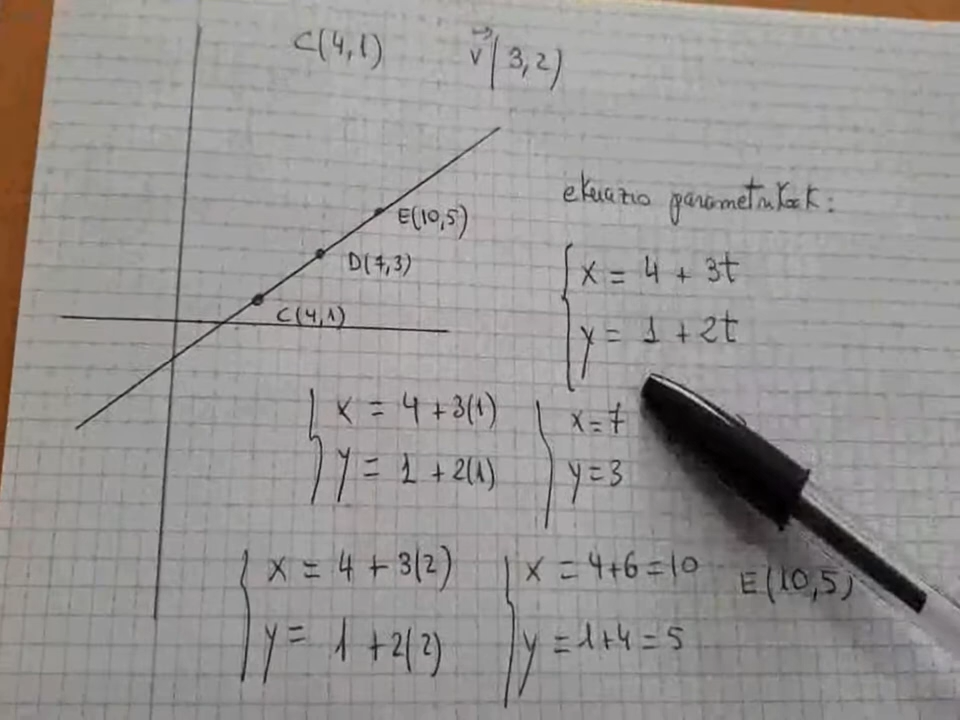 C(4,1) v⃗(3,2)
ekuazio parametrikoak:
E(10,5)
D(7,3)
C(4,1)
x = 4 + 3t
y = 1 + 2t
x = 4 + 3(1) x = 7
y = 1 + 2(1) y = 3
x = 4 + 3(2) x = 4+6 = 10 E(10,5)
y = 1 + 2(2) y = 1+4 = 5